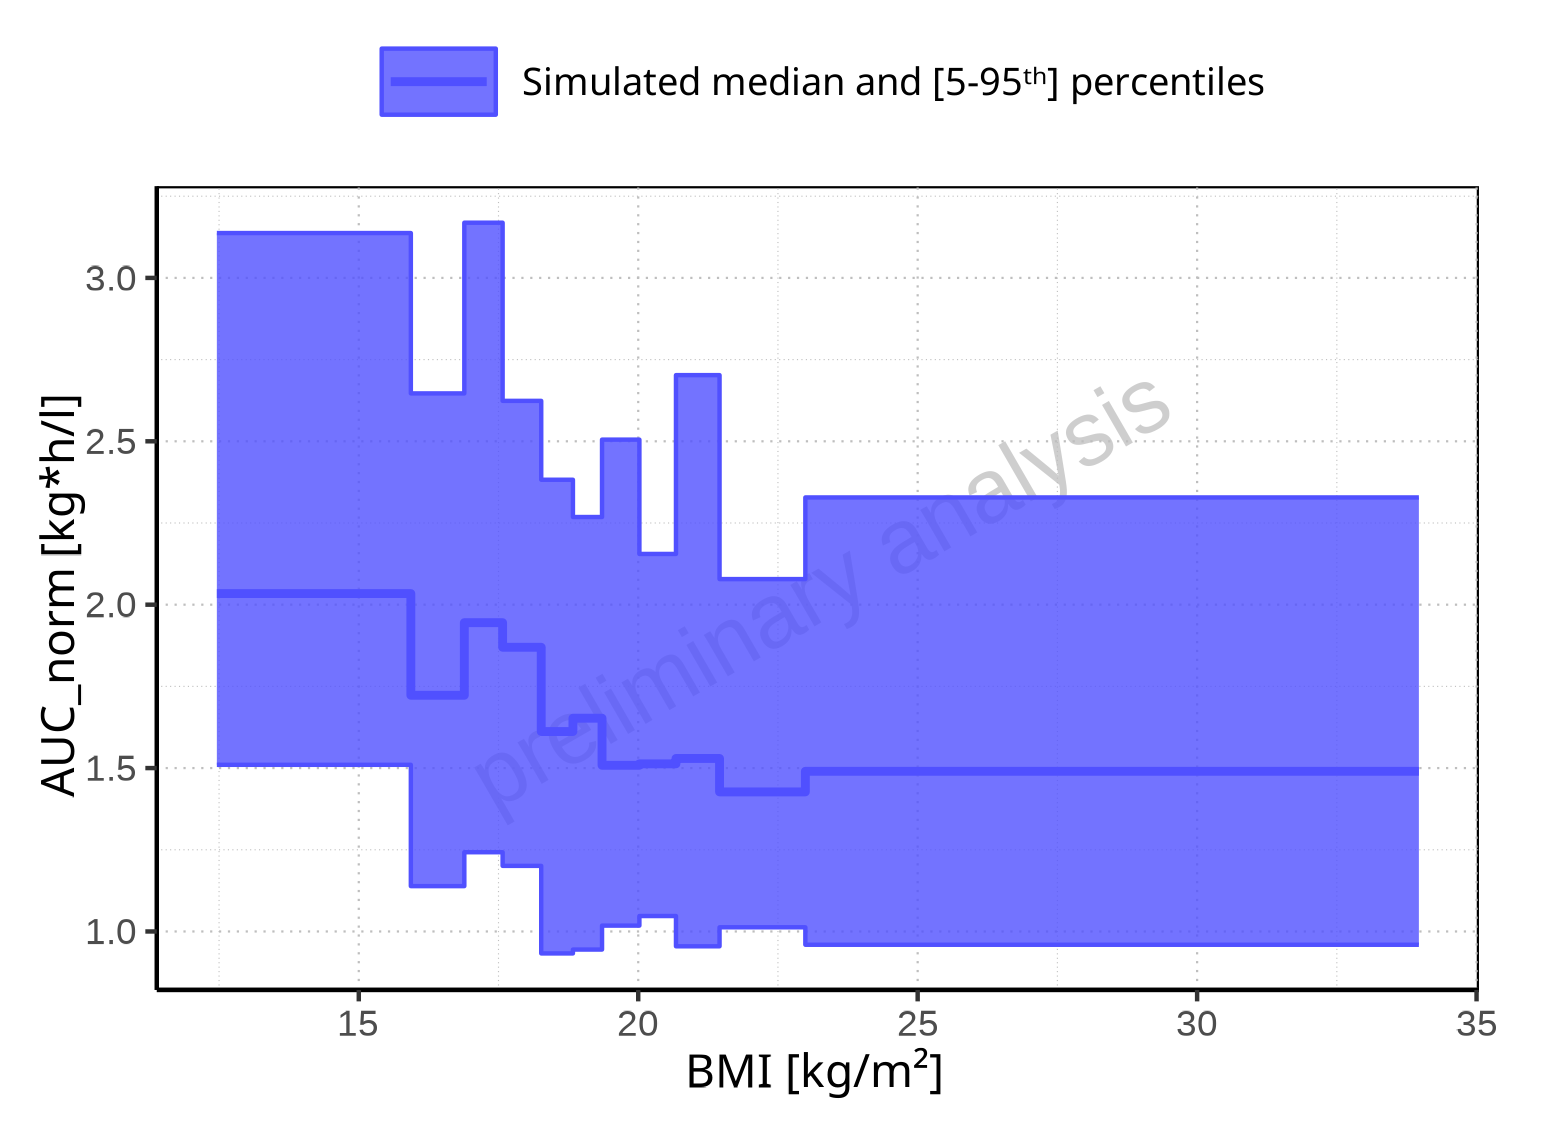 Simulated median and [5-95ᵗʰ] percentiles
AUC_norm [kg*h/l]
3.0
2.5
2.0
1.5
1.0
preliminary analysis
15 20 25 30 35
BMI [kg/m²]